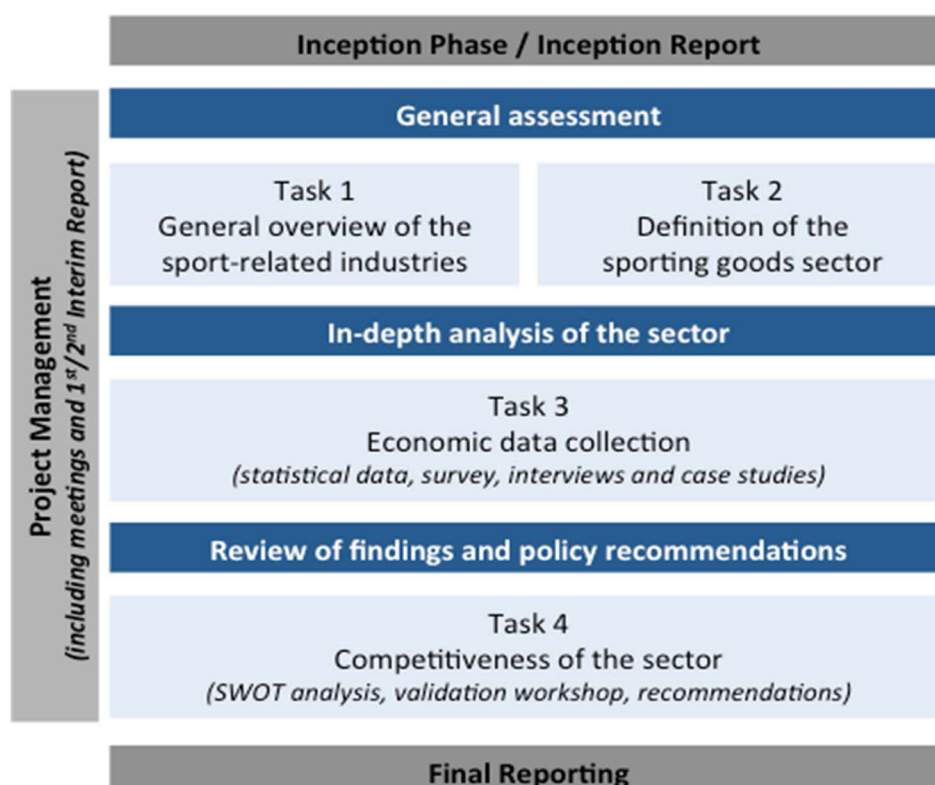 Inception Phase / Inception Report
Project Management
(including meetings and 1st/2nd Interim Report)
General assessment
Task 1
General overview of the
sport-related industries
Task 2
Definition of the
sporting goods sector
In-depth analysis of the sector
Task 3
Economic data collection
(statistical data, survey, interviews and case studies)
Review of findings and policy recommendations
Task 4
Competitiveness of the sector
(SWOT analysis, validation workshop, recommendations)
Final Reporting